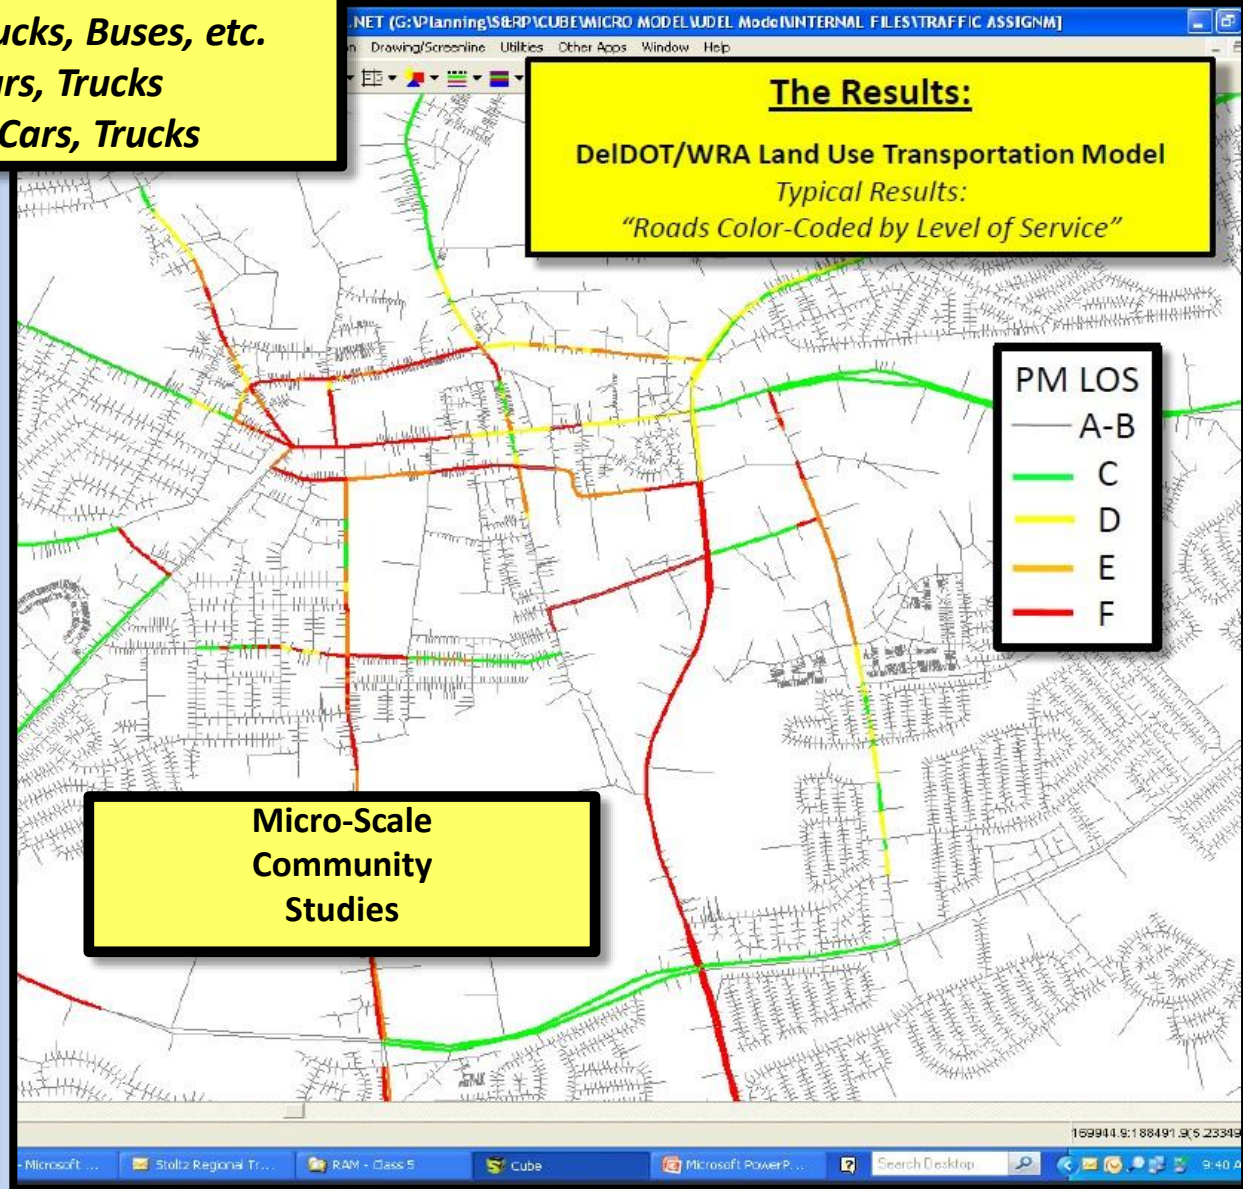 ucks, Buses, etc.
rs, Trucks
Cars, Trucks
.NET (G:\Planning\S&RP\CUBE\MICRO MODEL\UDEL Model\INTERNAL FILES\TRAFFIC ASSIGNM]
n Drawing/Screenline Utilities Other Apps Window Help
The Results:
DelDOT/WRA Land Use Transportation Model
Typical Results:
“Roads Color-Coded by Level of Service”
PM LOS
A-B
C
D
E
F
Micro-Scale
Community
Studies
159944.9:188491.9(5.23349
- Microsoft ... Stoltz Regional Tr... RAM - Class 5 Cube Microsoft PowerP... Search Desktop 9:40 A